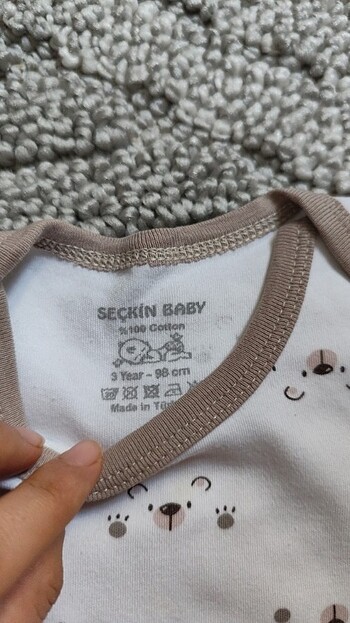 SEÇKİN BABY
%100 Cotton
3 Year - 98 cm
Made in